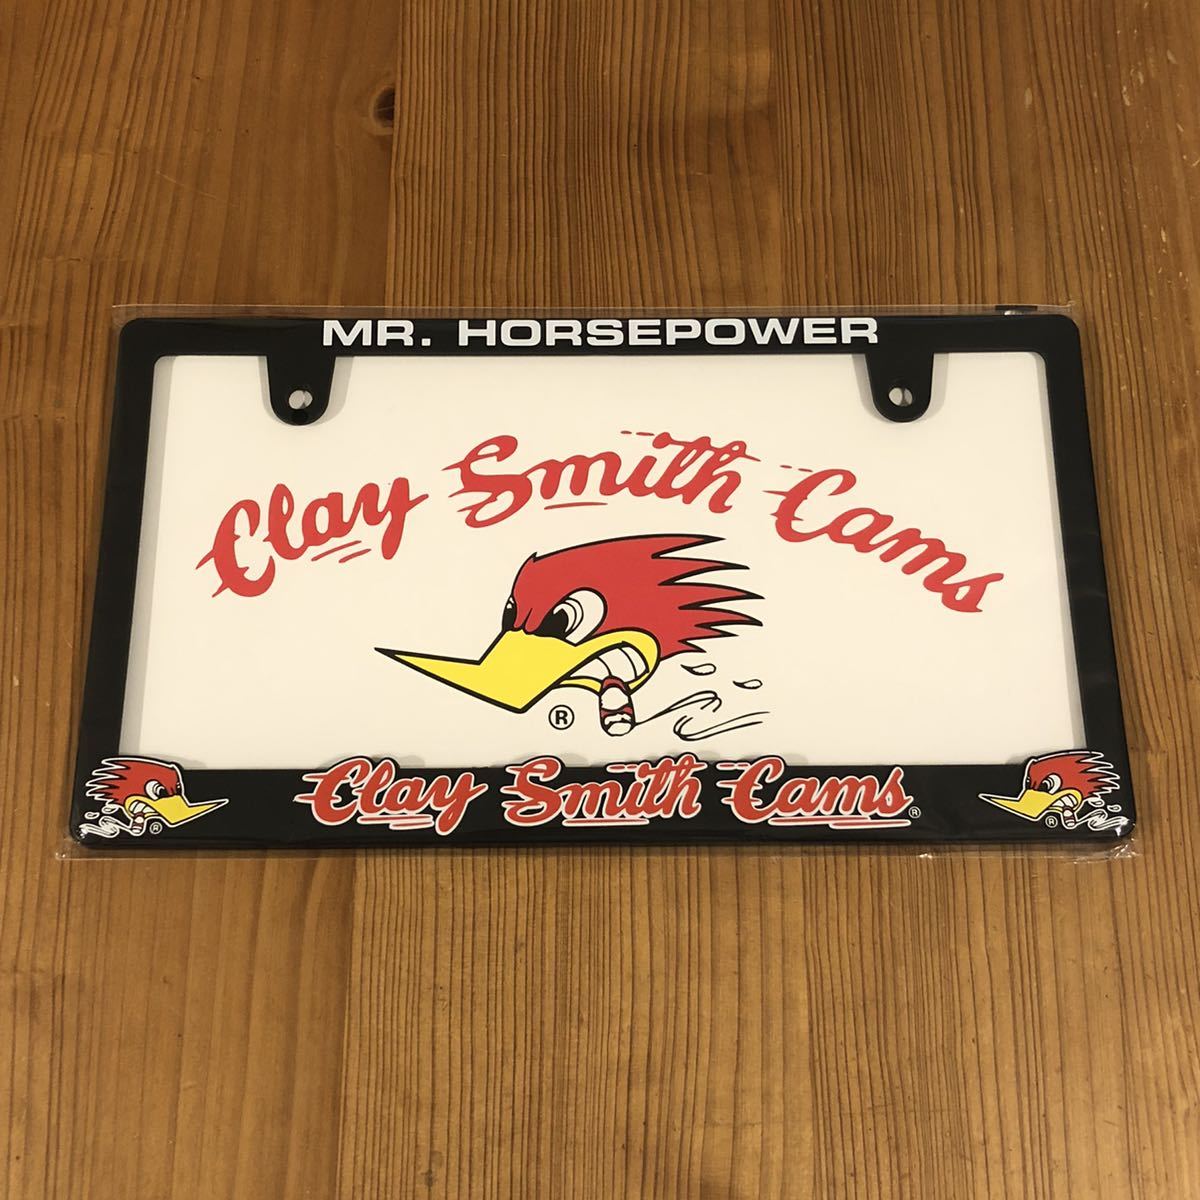 MR. HORSEPOWER
Clay Smith Cams
®
Clay Smith Cams®
® ®